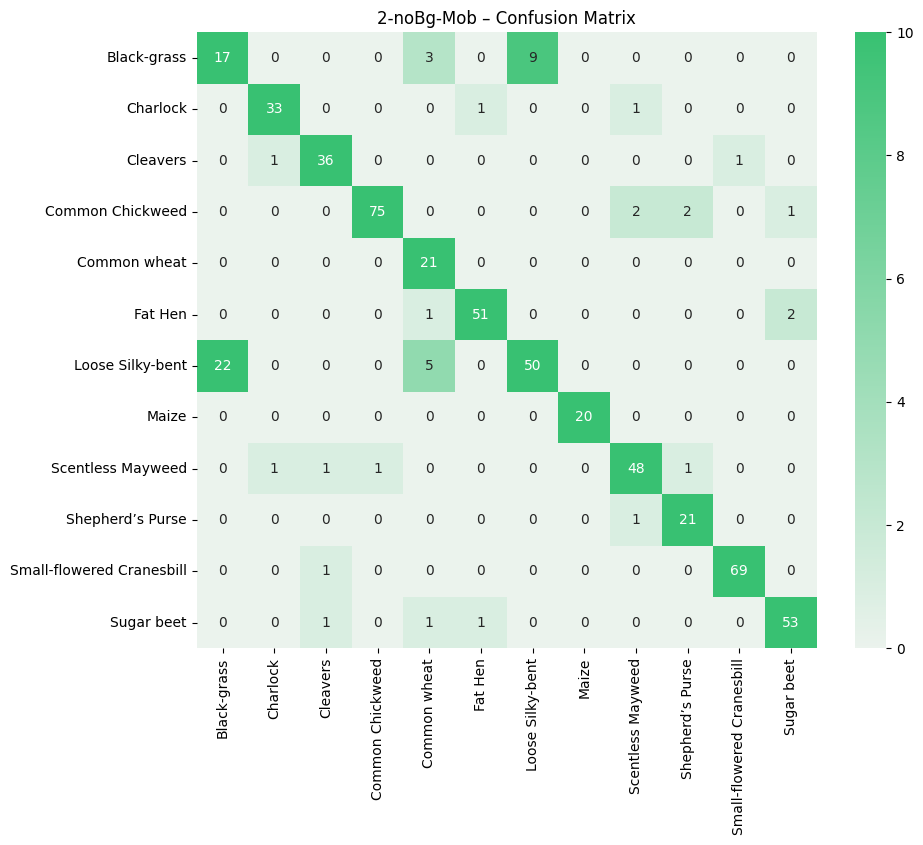 2-noBg-Mob – Confusion Matrix
Black-grass 17 0 0 0 3 0 9 0 0 0 0 0
Charlock 0 33 0 0 0 1 0 0 1 0 0 0
Cleavers 0 1 36 0 0 0 0 0 0 0 1 0
Common Chickweed 0 0 0 75 0 0 0 0 2 2 0 1
Common wheat 0 0 0 0 21 0 0 0 0 0 0 0
Fat Hen 0 0 0 0 1 51 0 0 0 0 0 2
Loose Silky-bent 22 0 0 0 5 0 50 0 0 0 0 0
Maize 0 0 0 0 0 0 0 20 0 0 0 0
Scentless Mayweed 0 1 1 1 0 0 0 0 48 1 0 0
Shepherd’s Purse 0 0 0 0 0 0 0 0 1 21 0 0
Small-flowered Cranesbill 0 0 1 0 0 0 0 0 0 0 69 0
Sugar beet 0 0 1 0 1 1 0 0 0 0 0 53
Black-grass
Charlock
Cleavers
Common Chickweed
Common wheat
Fat Hen
Loose Silky-bent
Maize
Scentless Mayweed
Shepherd’s Purse
Small-flowered Cranesbill
Sugar beet
10
8
6
4
2
0